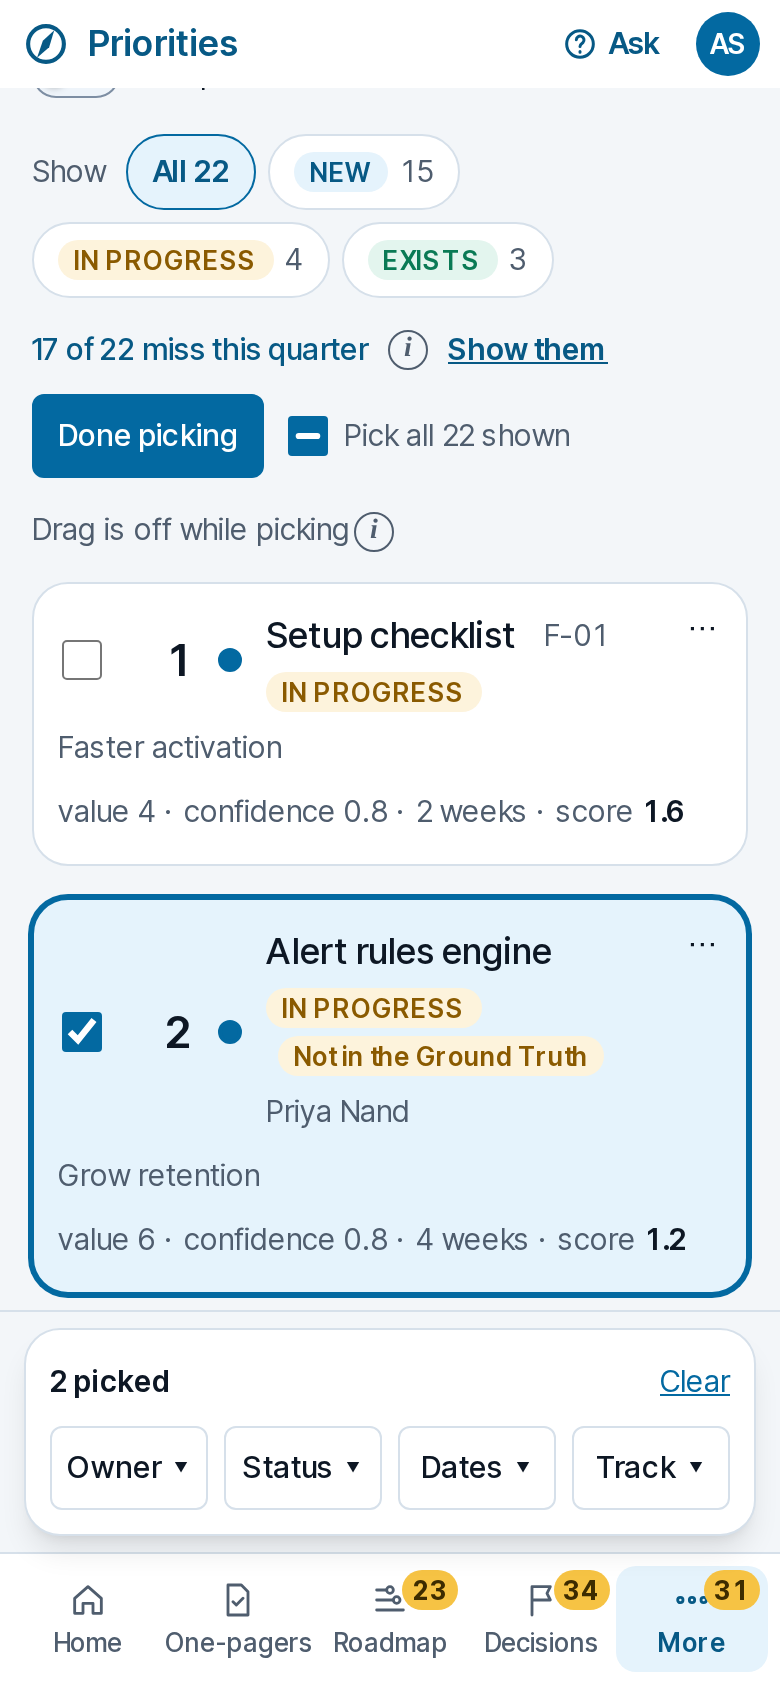 Priorities
Ask
AS
Show
All 22
NEW 15
IN PROGRESS 4
EXISTS 3
17 of 22 miss this quarter
i
Show them
Done picking
Pick all 22 shown
Drag is off while picking
i
1
Setup checklist F-01
...
IN PROGRESS
Faster activation
value 4 · confidence 0.8 · 2 weeks · score 1.6
2
Alert rules engine
...
IN PROGRESS
Not in the Ground Truth
Priya Nand
Grow retention
value 6 · confidence 0.8 · 4 weeks · score 1.2
2 picked
Clear
Owner ▼
Status ▼
Dates ▼
Track ▼
23
34
31
Home
One-pagers
Roadmap
Decisions
More